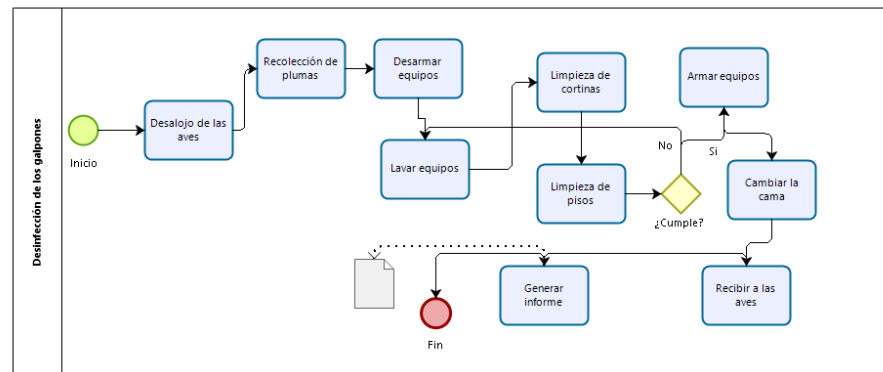 Desinfección de los galpones
Inicio
Desalojo de las
aves
Recolección de
plumas
Desarmar
equipos
Lavar equipos
Limpieza de
cortinas
Limpieza de
pisos
¿Cumple?
No
Si
Armar equipos
Cambiar la
cama
Recibir a las
aves
Generar
informe
Fin